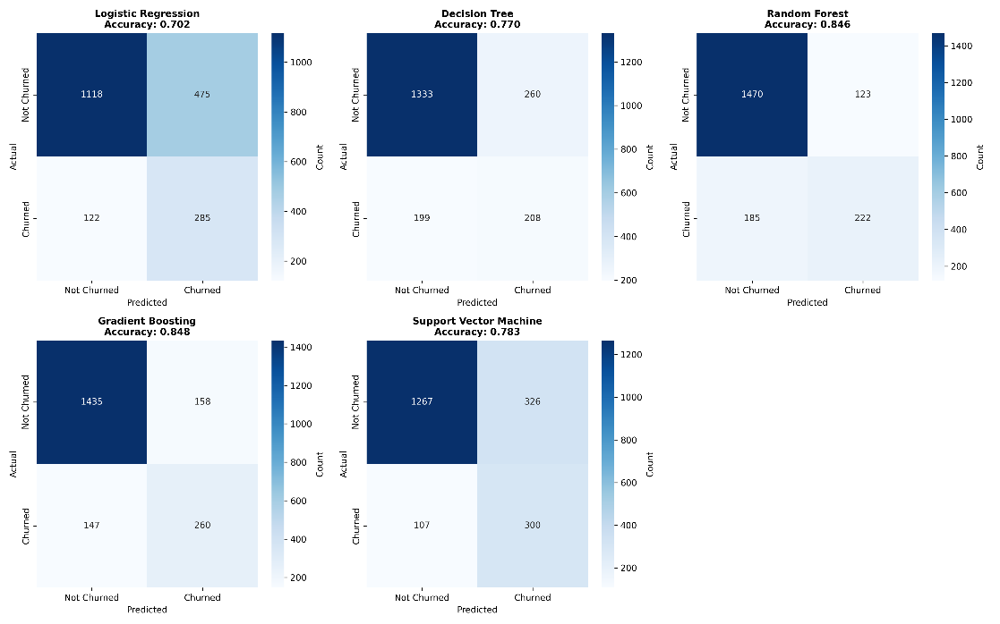 Logistic Regression
Accuracy: 0.702
Not Churned
Churned
Actual
1118
475
122
285
Not Churned
Churned
Predicted
1000
800
600
400
200
Count
Decision Tree
Accuracy: 0.770
Not Churned
Churned
Actual
1333
260
199
208
Not Churned
Churned
Predicted
1200
1000
800
600
400
200
Count
Random Forest
Accuracy: 0.846
Not Churned
Churned
Actual
1470
123
185
222
Not Churned
Churned
Predicted
1400
1200
1000
800
600
400
200
Count
Gradient Boosting
Accuracy: 0.848
Not Churned
Churned
Actual
1435
158
147
260
Not Churned
Churned
Predicted
1400
1200
1000
800
600
400
200
Count
Support Vector Machine
Accuracy: 0.783
Not Churned
Churned
Actual
1267
326
107
300
Not Churned
Churned
Predicted
1200
1000
800
600
400
200
Count